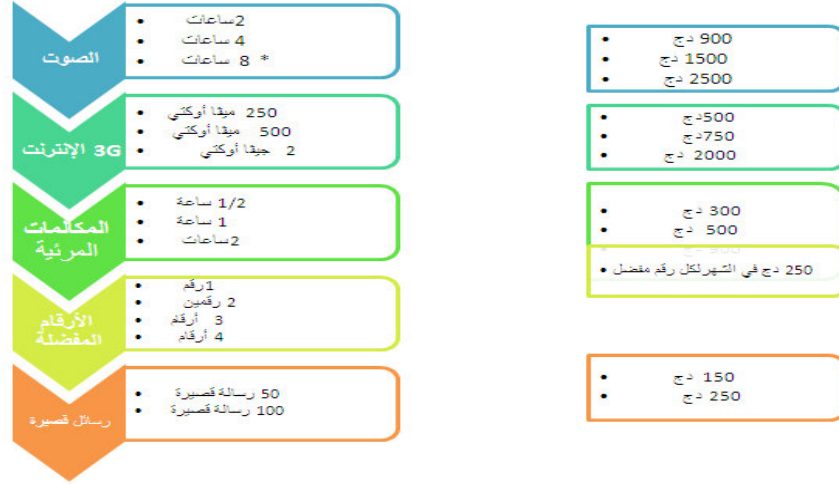 الصوت
2ساعات
4 ساعات
* 8 ساعات
900 دج
1500 دج
2500 دج
3G الإنترنت
250 ميقا أوكتي
500 ميقا أوكتي
2 جيقا أوكتي
500دج
750دج
2000 دج
المكالمات
المرئية
1/2 ساعة
1 ساعة
2ساعات
300 دج
500 دج
900 دج
الأرقام
المفضلة
1رقم
2 رقمين
3 أرقام
4 أرقام
250 دج في الشهرلكل رقم مفضل
رسائل قصيرة
50 رسالة قصيرة
100 رسالة قصيرة
150 دج
250 دج